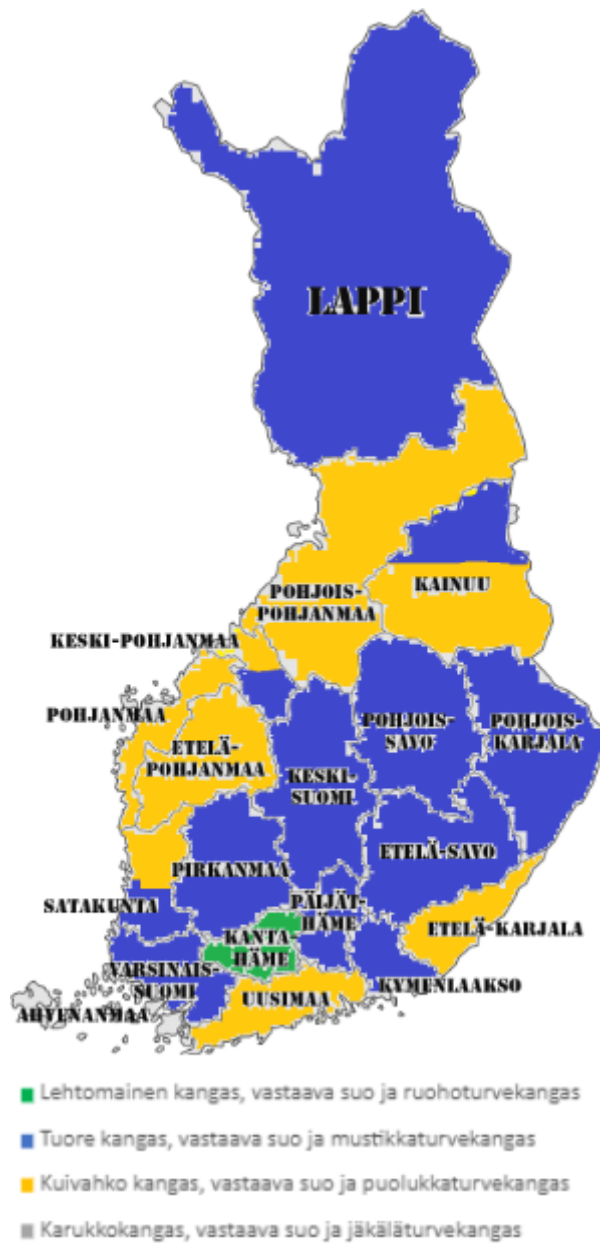 LAPPI
POHJOIS-
POHJANMAA
KAINUU
KESKI-POHJANMAA
POHJANMAA
ETELÄ-
POHJANMAA
POHJOIS-
SAVO
POHJOIS-
KARJALA
KESKI-
SUOMI
PIRKANMAA
ETELÄ-SAVO
SATAKUNTA
PÄIJÄT-
HÄME
KANTA-
HÄME
ETELÄ-KARJALA
VARSINAIS-
SUOMI
UUSIMAA
KYMENLAAKSO
AHVENANMAA
Lehtomainen kangas, vastaava suo ja ruohoturvekangas
Tuore kangas, vastaava suo ja mustikkaturvekangas
Kuivahko kangas, vastaava suo ja puolukkaturvekangas
Karukkokangas, vastaava suo ja jäkäläturvekangas